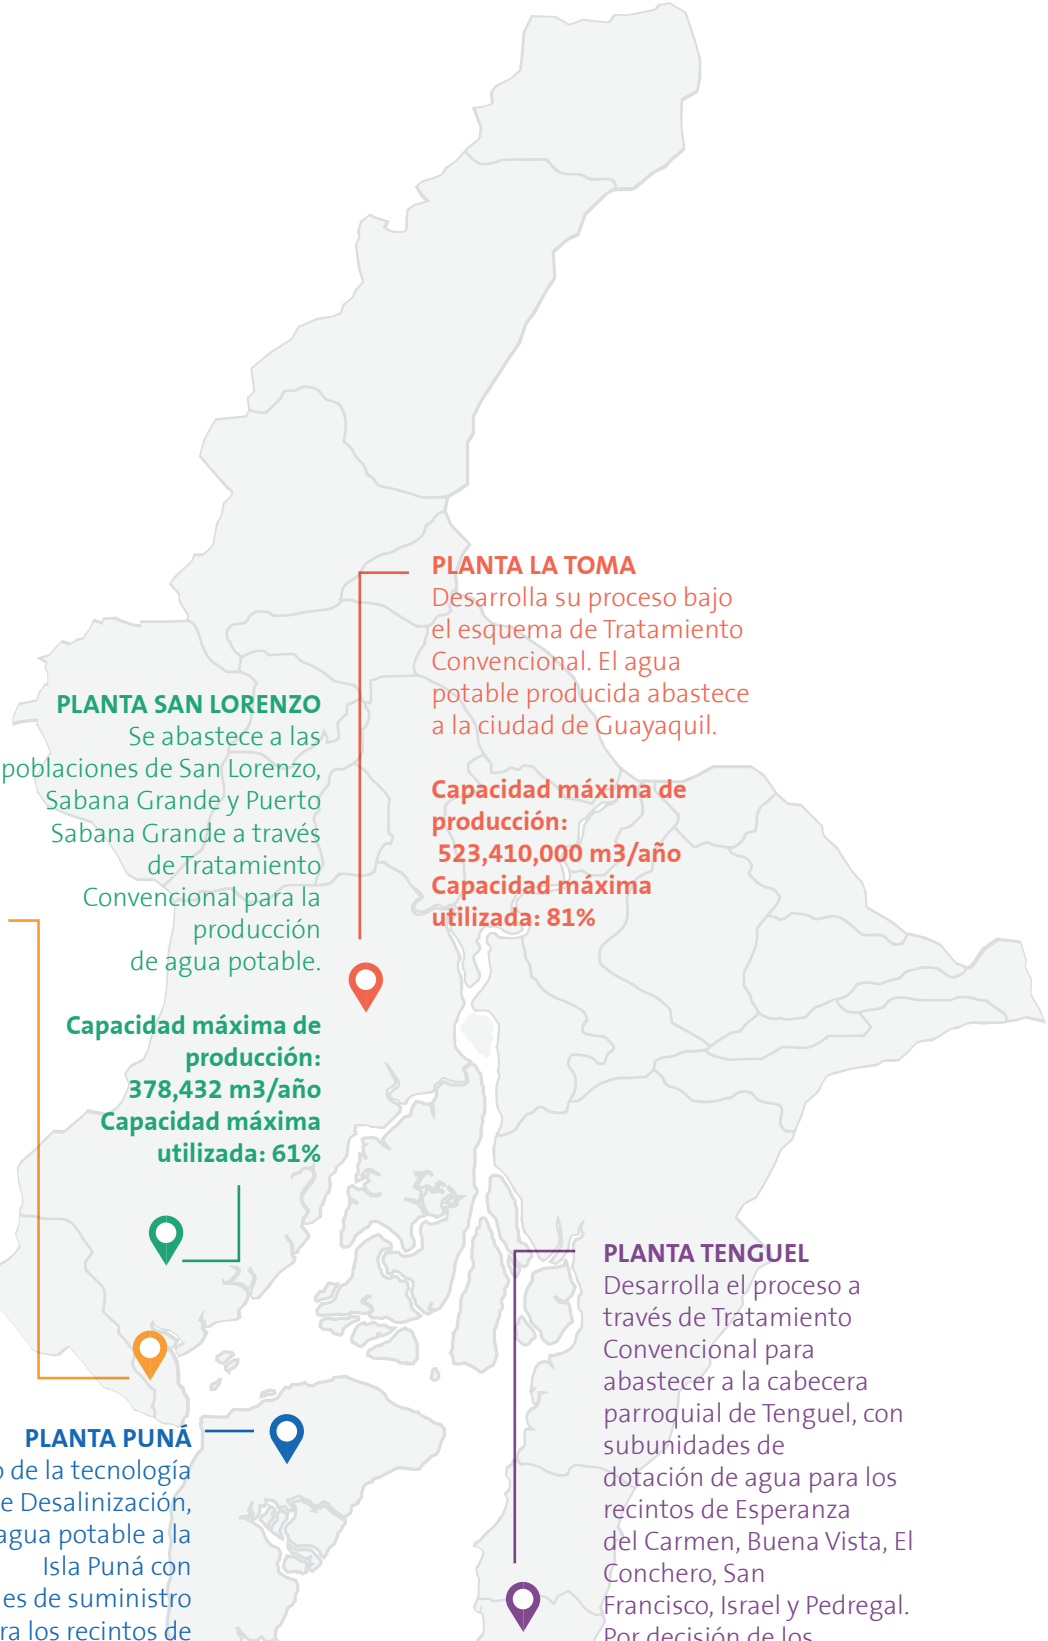 PLANTA LA TOMA
Desarrolla su proceso bajo
el esquema de Tratamiento
Convencional. El agua
potable producida abastece
a la ciudad de Guayaquil.
Capacidad máxima de
producción:
523,410,000 m3/año
Capacidad máxima
utilizada: 81%
PLANTA SAN LORENZO
Se abastece a las
poblaciones de San Lorenzo,
Sabana Grande y Puerto
Sabana Grande a través
de Tratamiento
Convencional para la
producción
de agua potable.
Capacidad máxima de
producción:
378,432 m3/año
Capacidad máxima
utilizada: 61%
PLANTA TENGUEL
Desarrolla el proceso a
través de Tratamiento
Convencional para
abastecer a la cabecera
parroquial de Tenguel, con
subunidades de
dotación de agua para los
recintos de Esperanza
del Carmen, Buena Vista, El
Conchero, San
Francisco, Israel y Pedregal.
Por decisión de los
PLANTA PUNÁ
de la tecnología
Desalinización,
agua potable a la
Isla Puná con
de suministro
los recintos de